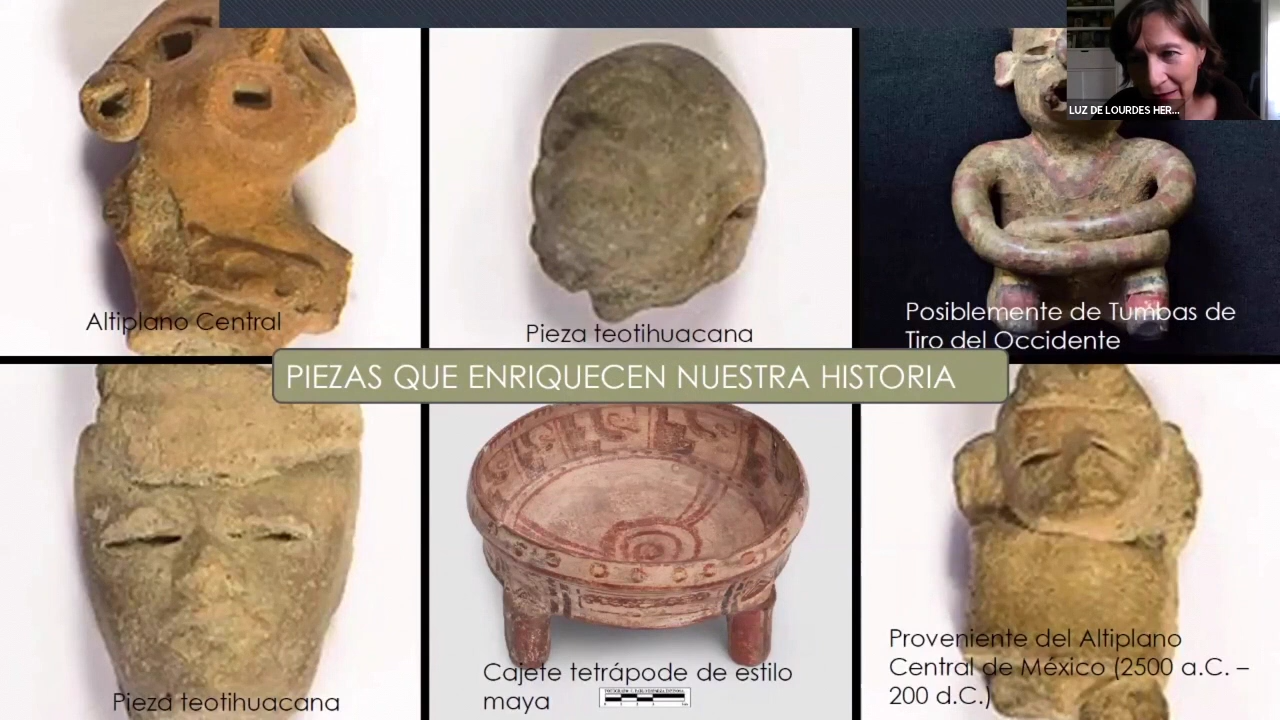 LUZ DE LOURDES HER...
Altiplano Central
Pieza teotihuacana
Posiblemente de Tumbas de
Tiro del Occidente
PIEZAS QUE ENRIQUECEN NUESTRA HISTORIA
Pieza teotihuacana
Cajete tetrápode de estilo
maya
Proveniente del Altiplano
Central de México (2500 a.C. –
200 d.C.)